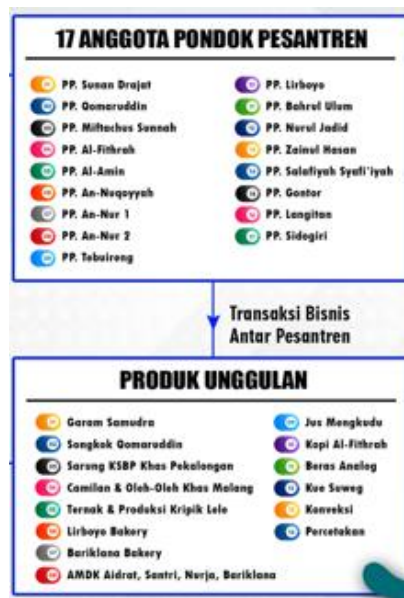 17 ANGGOTA PONDOK PESANTREN
PP. Sunan Drajat
PP. Qomaruddin
PP. Miftachus Sunnah
PP. Al-Fithrah
PP. Al-Amin
PP. An-Nuqoyyah
PP. An-Nur 1
PP. An-Nur 2
PP. Tebuireng
PP. Lirboyo
PP. Bahrul Ulum
PP. Nurul Jadid
PP. Zainul Hasan
PP. Salafiyah Syafi'iyah
PP. Gontor
PP. Langitan
PP. Sidogiri
Transaksi Bisnis
Antar Pesantren
PRODUK UNGGULAN
Garam Samudra
Songkok Qomaruddin
Sarung KSBP Khas Pekalongan
Camilan & Oleh-Oleh Khas Malang
Ternak & Produksi Kripik Lele
Lirboyo Bakery
Bariklana Bakery
AMDK Aidrat, Santri, Nurja, Bariklana
Jus Mengkudu
Kopi Al-Fithrah
Beras Analog
Kue Suweg
Konveksi
Percetakan